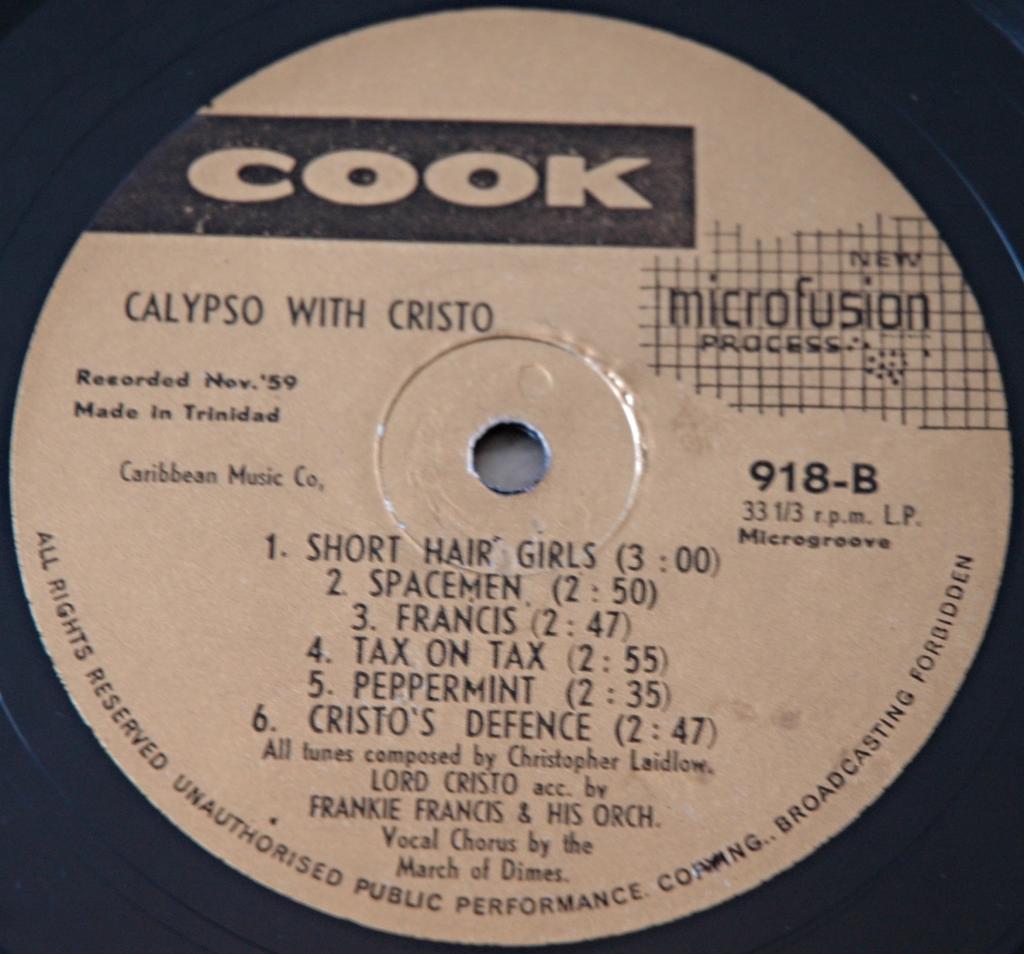 COOK
CALYPSO WITH CRISTO
NEW
microfusion
PROCESS
Recorded Nov.'59
Made in Trinidad
Caribbean Music Co,
918-B
33 1/3 r.p.m. L.P.
Microgroove
1. SHORT HAIR GIRLS (3 : 00)
2. SPACEMEN (2 : 50)
3. FRANCIS (2 : 47)
4. TAX ON TAX (2 : 55)
5. PEPPERMINT (2 : 35)
6. CRISTO'S DEFENCE (2 : 47)
All tunes composed by Christopher Laidlow.
LORD CRISTO acc. by
FRANKIE FRANCIS & HIS ORCH.
Vocal Chorus by the
March of Dimes.
ALL RIGHTS RESERVED UNAUTHORISED PUBLIC PERFORMANCE. COPYING.. BROADCASTING FORBIDDEN